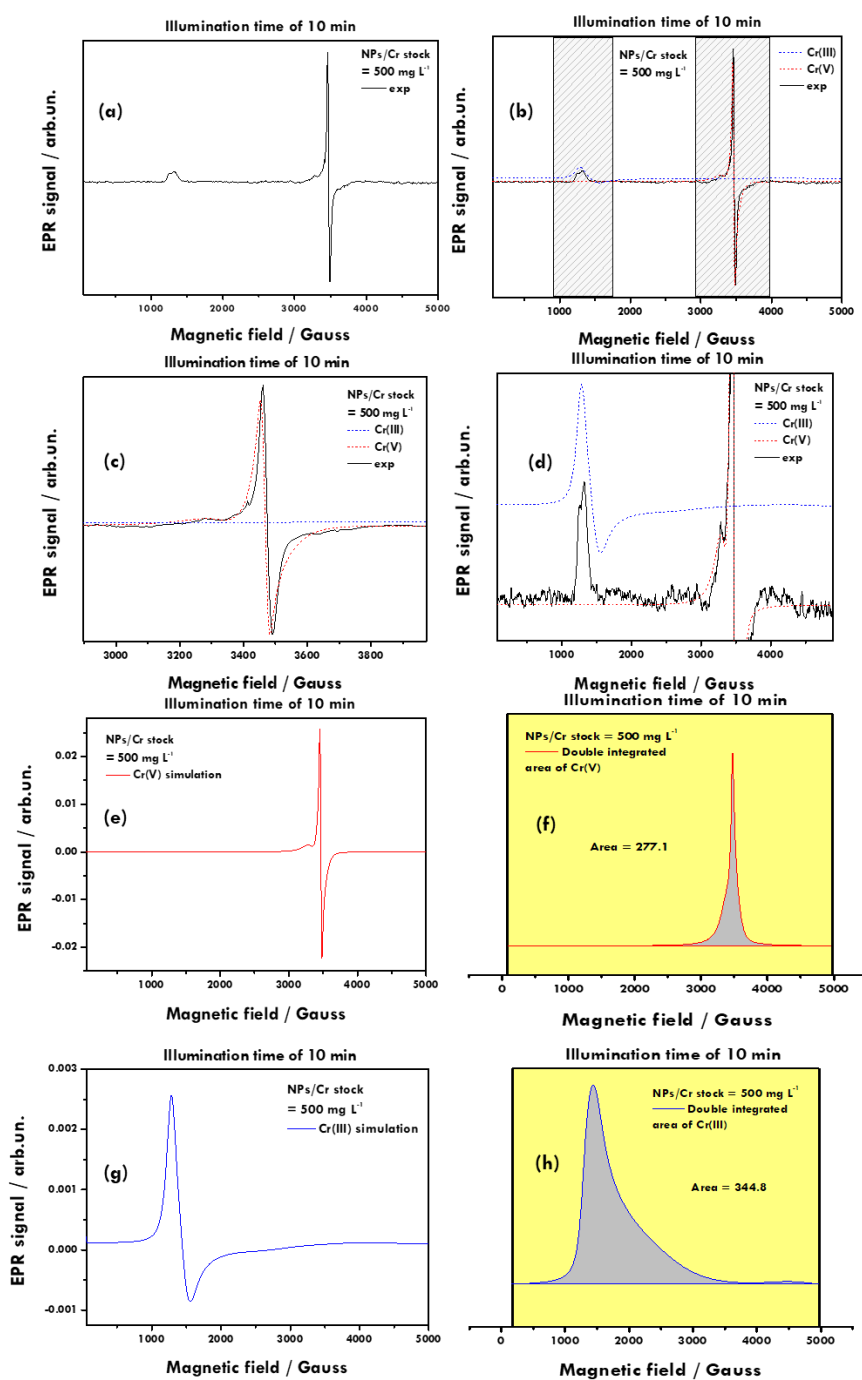 Illumination time of 10 min
NPs/Cr stock
= 500 mg L⁻¹
exp
(a)
EPR signal / arb.un.
1000 2000 3000 4000 5000
Magnetic field / Gauss
Illumination time of 10 min
NPs/Cr stock
= 500 mg L⁻¹
Cr(III)
Cr(V)
exp
(b)
EPR signal / arb.un.
1000 2000 3000 4000 5000
Magnetic field / Gauss
Illumination time of 10 min
NPs/Cr stock
= 500 mg L⁻¹
Cr(III)
Cr(V)
exp
(c)
EPR signal / arb.un.
3000 3200 3400 3600 3800
Magnetic field / Gauss
Illumination time of 10 min
NPs/Cr stock
= 500 mg L⁻¹
Cr(III)
Cr(V)
exp
(d)
EPR signal / arb.un.
1000 2000 3000 4000
Magnetic field / Gauss
Illumination time of 10 min
NPs/Cr stock
= 500 mg L⁻¹
Cr(V) simulation
(e)
EPR signal / arb.un.
0.02
0.01
0.00
-0.01
-0.02
1000 2000 3000 4000 5000
Magnetic field / Gauss
Illumination time of 10 min
NPs/Cr stock = 500 mg L⁻¹
Double integrated
area of Cr(V)
(f)
Area = 277.1
0 1000 2000 3000 4000 5000
Magnetic field / Gauss
Illumination time of 10 min
NPs/Cr stock
= 500 mg L⁻¹
Cr(III) simulation
(g)
EPR signal / arb.un.
0.003
0.002
0.001
0.000
-0.001
1000 2000 3000 4000 5000
Magnetic field / Gauss
Illumination time of 10 min
NPs/Cr stock = 500 mg L⁻¹
Double integrated
area of Cr(III)
(h)
Area = 344.8
0 1000 2000 3000 4000 5000
Magnetic field / Gauss